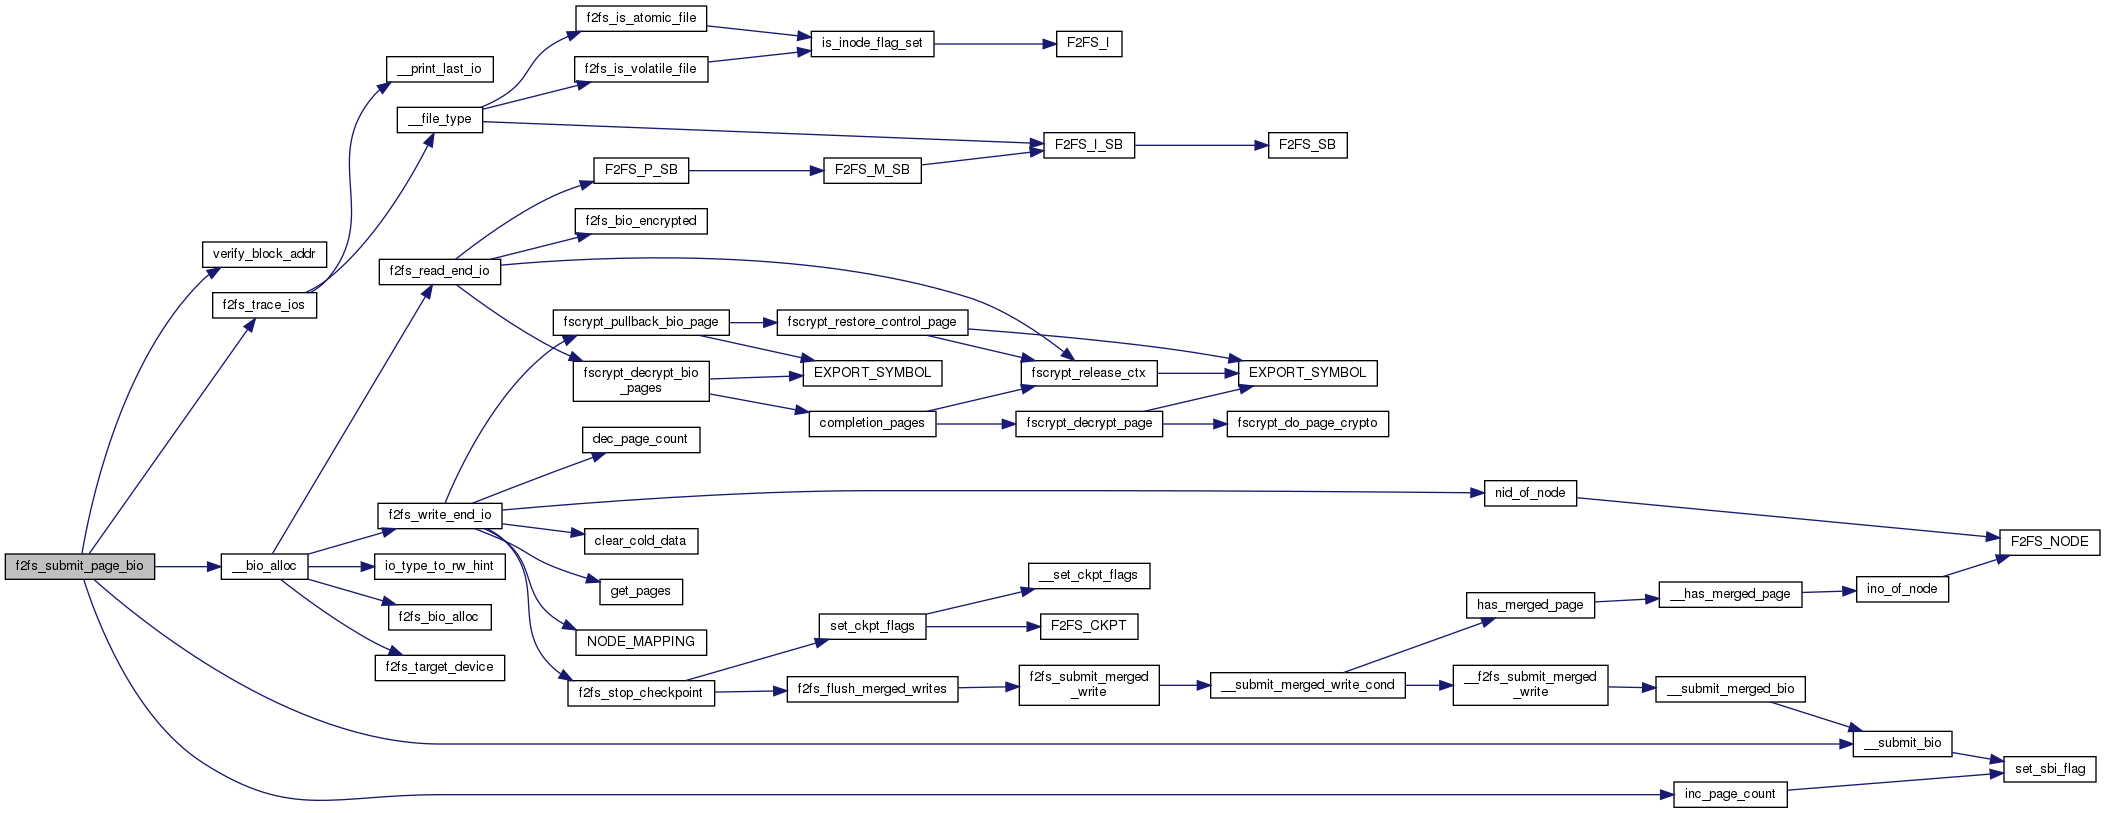 f2fs_is_atomic_file
is_inode_flag_set
F2FS_I
__print_last_io
f2fs_is_volatile_file
__file_type
F2FS_I_SB
F2FS_SB
F2FS_P_SB
F2FS_M_SB
f2fs_bio_encrypted
verify_block_addr
f2fs_read_end_io
f2fs_trace_ios
fscrypt_pullback_bio_page
fscrypt_restore_control_page
fscrypt_decrypt_bio
_pages
EXPORT_SYMBOL
fscrypt_release_ctx
EXPORT_SYMBOL
completion_pages
fscrypt_decrypt_page
fscrypt_do_page_crypto
dec_page_count
nid_of_node
f2fs_write_end_io
clear_cold_data
F2FS_NODE
f2fs_submit_page_bio
__bio_alloc
io_type_to_rw_hint
__set_ckpt_flags
get_pages
ino_of_node
__has_merged_page
has_merged_page
f2fs_bio_alloc
set_ckpt_flags
F2FS_CKPT
NODE_MAPPING
f2fs_target_device
f2fs_stop_checkpoint
f2fs_flush_merged_writes
f2fs_submit_merged
_write
__submit_merged_write_cond
__f2fs_submit_merged
_write
__submit_merged_bio
__submit_bio
set_sbi_flag
inc_page_count